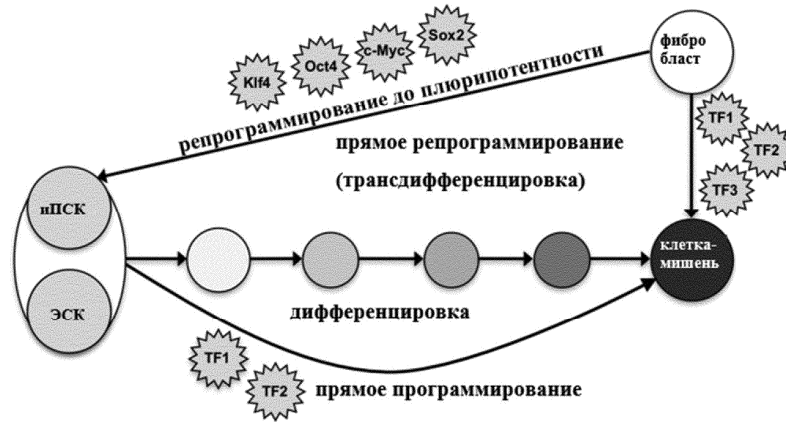 Sox2
c-Myc
Oct4
Klf4
фибро
бласт
репрограммирование до плюрипотентности
TF1
TF2
TF3
прямое репрограммирование
(трансдифференцировка)
иПСК
клетка-
мишень
ЭСК
дифференцировка
TF1
TF2
прямое программирование